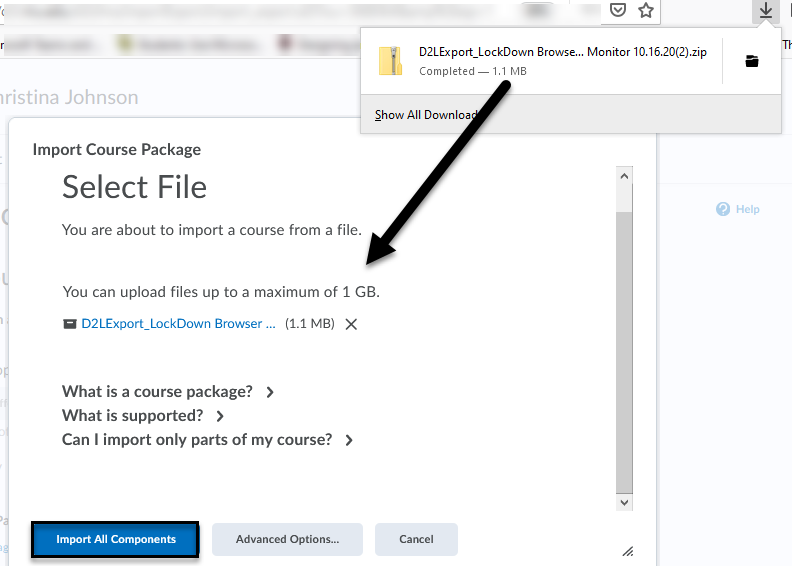 D2LExport_LockDown Browse... Monitor 10.16.20(2).zip
Completed — 1.1 MB
Show All Download
hristina Johnson
Import Course Package
Select File
You are about to import a course from a file.
Help
You can upload files up to a maximum of 1 GB.
D2LExport_LockDown Browser ... (1.1 MB)
What is a course package?
What is supported?
Can I import only parts of my course?
Import All Components
Advanced Options...
Cancel